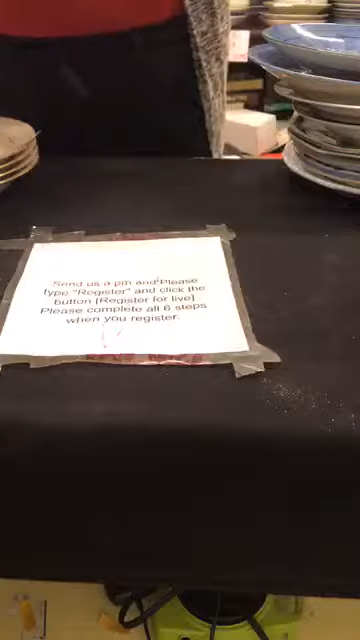 Send us a pm and Please
type "Register" and click the
button [Register for live]
Please complete all 6 steps
when you register.